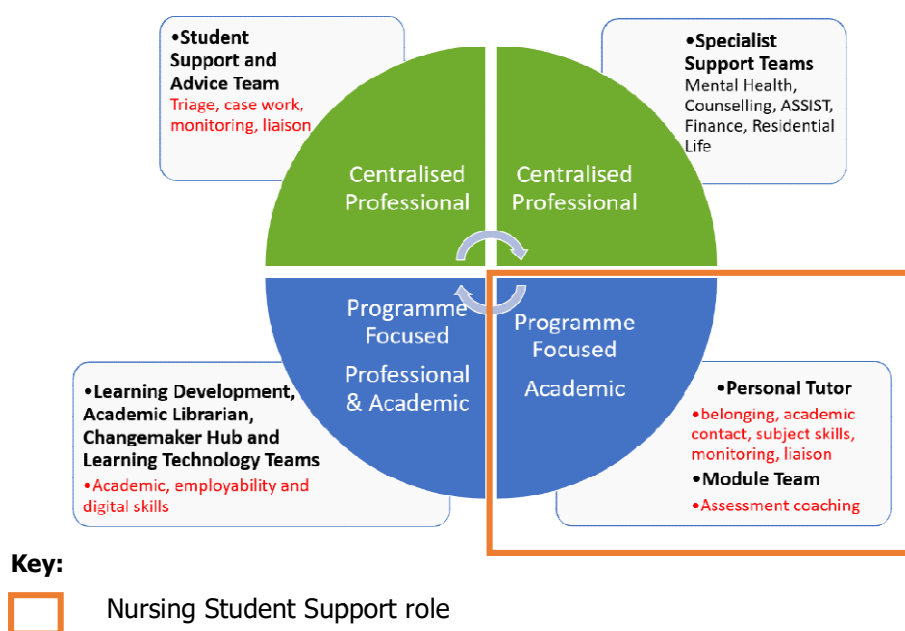 •Student
Support and
Advice Team
Triage, case work,
monitoring, liaison
•Specialist
Support Teams
Mental Health,
Counselling, ASSIST,
Finance, Residential
Life
Centralised
Professional
Centralised
Professional
Programme
Focused
Professional
& Academic
Programme
Focused
Academic
•Learning Development,
Academic Librarian,
Changemaker Hub and
Learning Technology Teams
•Academic, employability and
digital skills
•Personal Tutor
•belonging, academic
contact, subject skills,
monitoring, liaison
•Module Team
•Assessment coaching
Key:
Nursing Student Support role